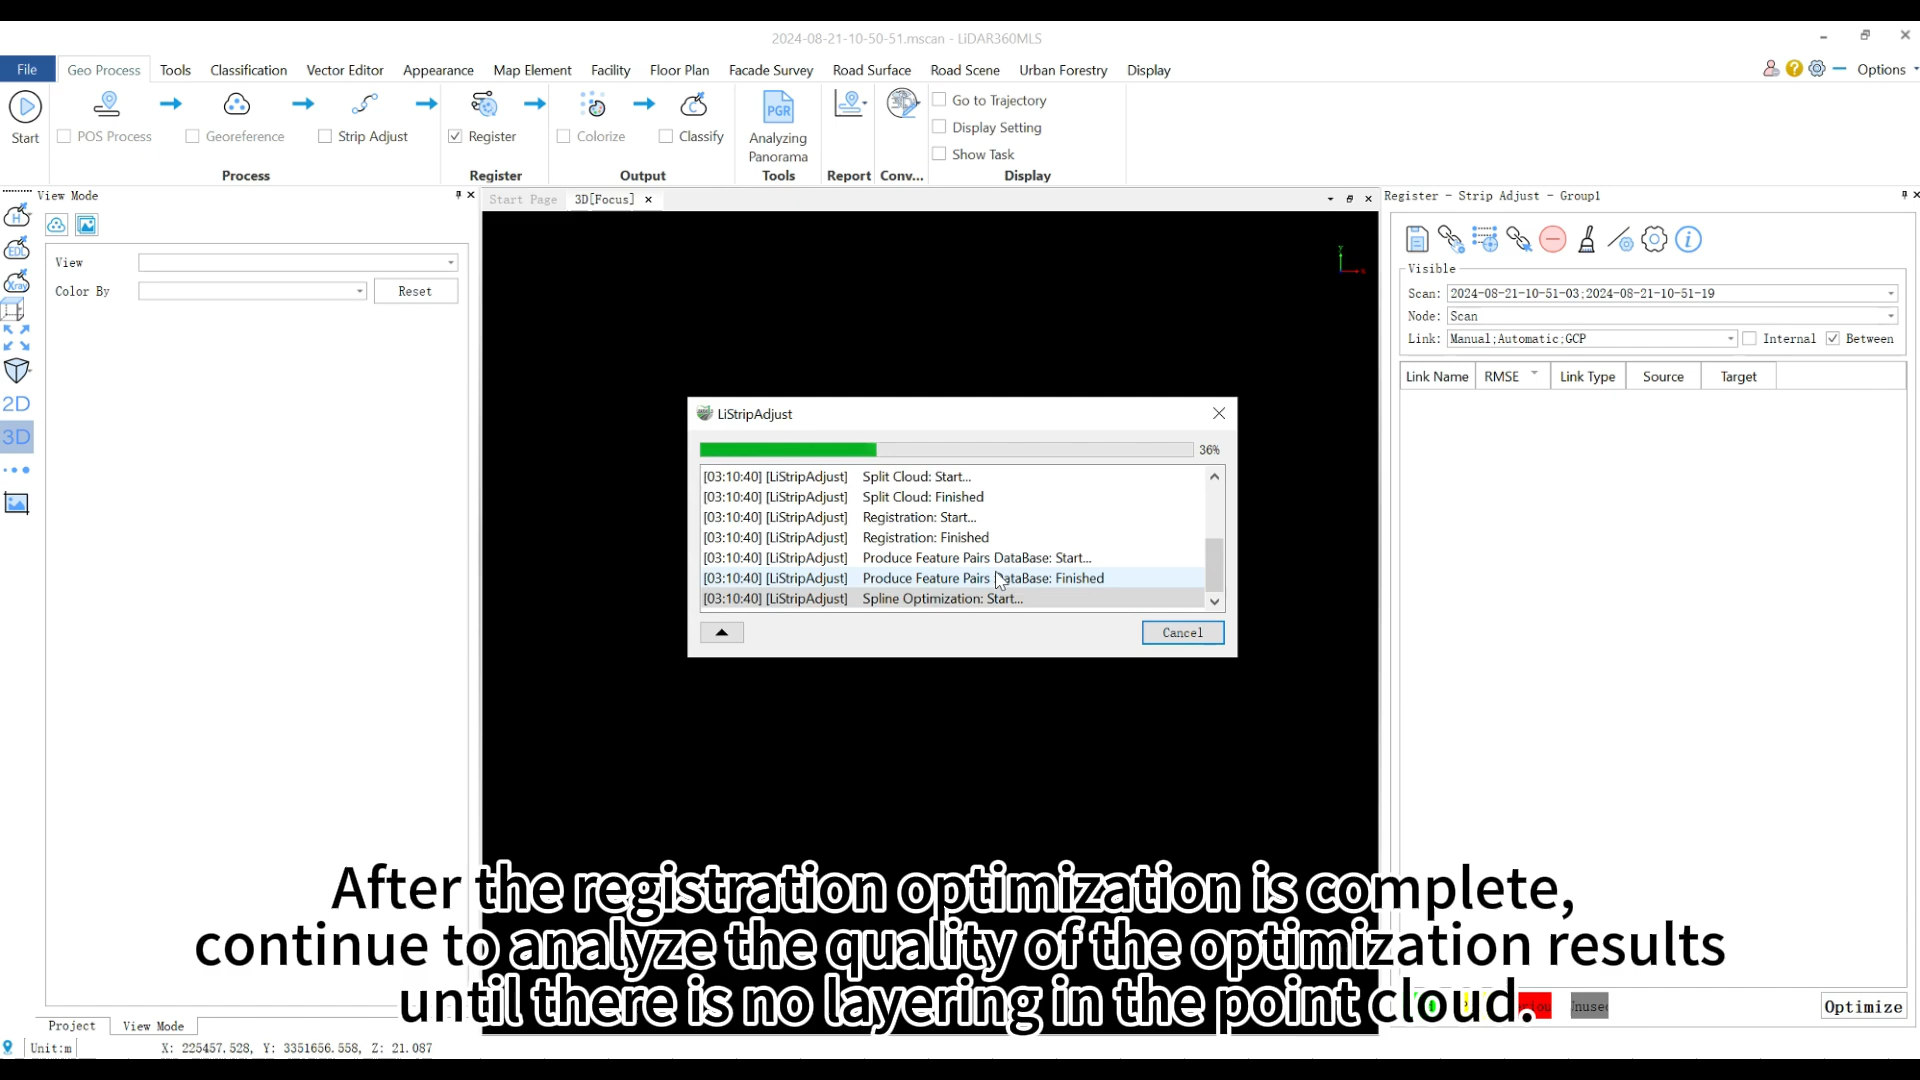 2024-08-21-10-50-51.mscan - LiDAR360MLS
File Geo Process Tools Classification Vector Editor Appearance Map Element Facility Floor Plan Facade Survey Road Surface Road Scene Urban Forestry Display Options
Start POS Process Georeference Strip Adjust Register Colorize Classify
PGR
Analyzing Panorama
Go to Trajectory
Display Setting
Show Task
Process Register Output Tools Report Conv... Display
View Mode
Start Page 3D[Focus]
Register - Strip Adjust - Group1
H
EDL
Xray
2D
3D
View
Color By Reset
Visible
Scan: 2024-08-21-10-51-03;2024-08-21-10-51-19
Node: Scan
Link: Manual;Automatic;GCP Internal Between
Link Name RMSE Link Type Source Target
LiStripAdjust
36%
[03:10:40] [LiStripAdjust] Split Cloud: Start...
[03:10:40] [LiStripAdjust] Split Cloud: Finished
[03:10:40] [LiStripAdjust] Registration: Start...
[03:10:40] [LiStripAdjust] Registration: Finished
[03:10:40] [LiStripAdjust] Produce Feature Pairs DataBase: Start...
[03:10:40] [LiStripAdjust] Produce Feature Pairs DataBase: Finished
[03:10:40] [LiStripAdjust] Spline Optimization: Start...
Cancel
After the registration optimization is complete,
continue to analyze the quality of the optimization results
until there is no layering in the point cloud.
Optimize
Project View Mode
Unit:m X: 225457.528, Y: 3351656.558, Z: 21.087